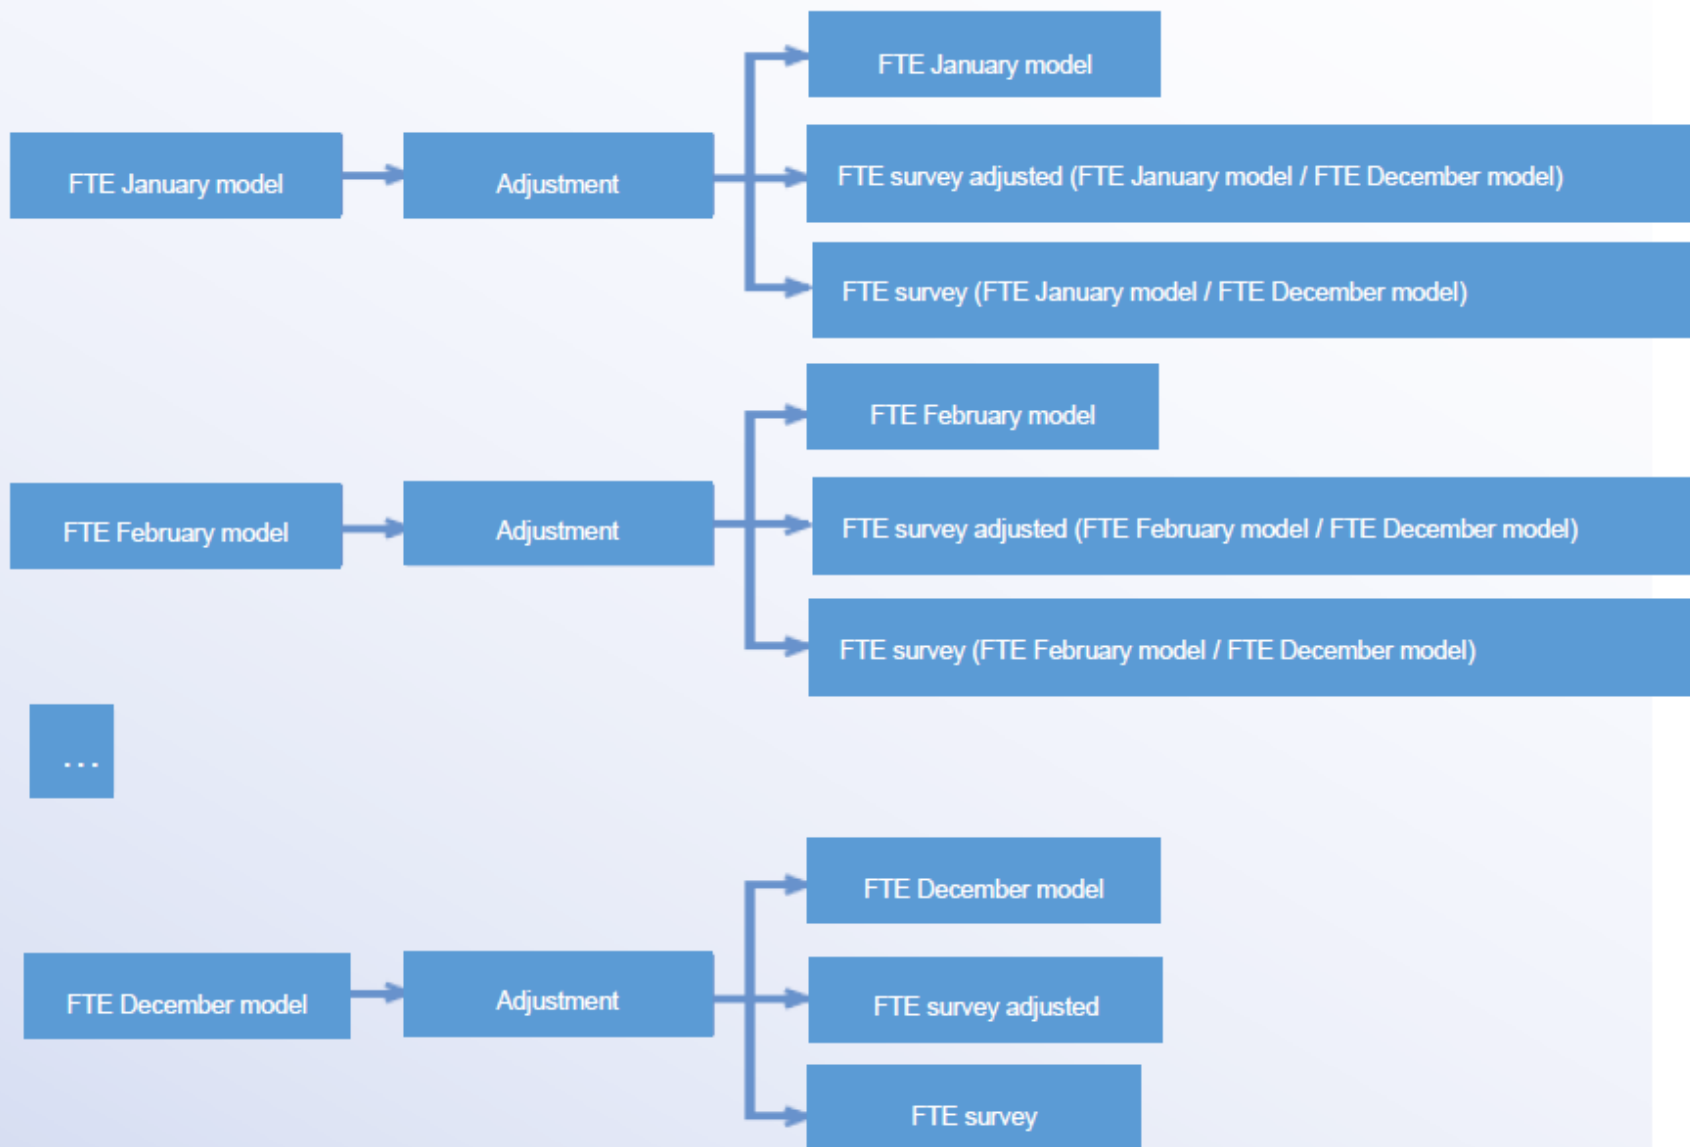 FTE January model
FTE January model
Adjustment
FTE survey adjusted (FTE January model / FTE December model)
FTE survey (FTE January model / FTE December model)
FTE February model
FTE February model
Adjustment
FTE survey adjusted (FTE February model / FTE December model)
FTE survey (FTE February model / FTE December model)
...
FTE December model
FTE December model
Adjustment
FTE survey adjusted
FTE survey